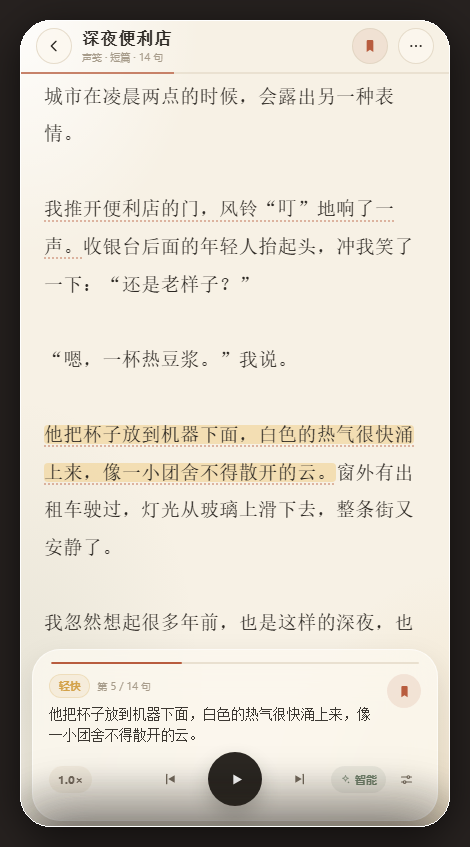 深夜便利店
声笺 · 短篇 · 14 句
城市在凌晨两点的时候，会露出另一种表
情。
我推开便利店的门，风铃“叮”地响了一
声。收银台后面的年轻人抬起头，冲我笑了
一下：“还是老样子？”
“嗯，一杯热豆浆。”我说。
他把杯子放到机器下面，白色的热气很快涌
上来，像一小团舍不得散开的云。窗外有出
租车驶过，灯光从玻璃上滑下去，整条街又
安静了。
我忽然想起很多年前，也是这样的深夜，也
轻快 第 5 / 14 句
他把杯子放到机器下面，白色的热气很快涌上来，像
一小团舍不得散开的云。
1.0× 智能